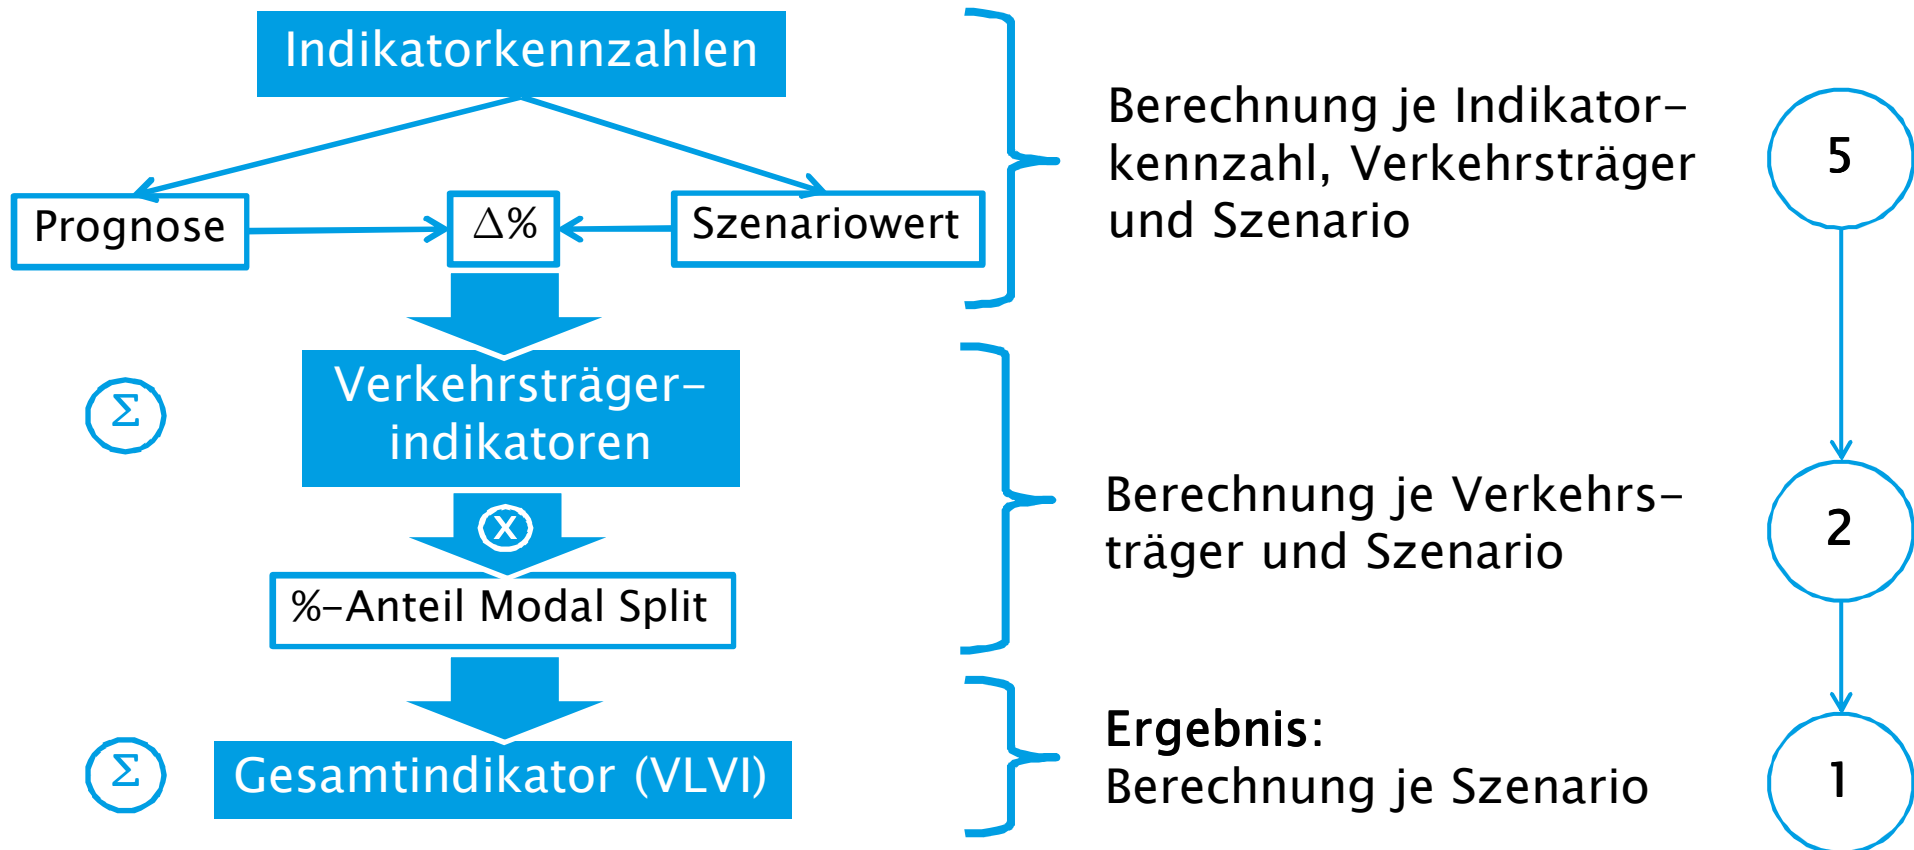 Indikatorkennzahlen
Prognose
Δ%
Szenariowert
Berechnung je Indikator-
kennzahl, Verkehrsträger
und Szenario
5
Σ
Verkehrsträger-
indikatoren
x
%-Anteil Modal Split
Berechnung je Verkehrs-
träger und Szenario
2
Σ
Gesamtindikator (VLVI)
Ergebnis:
Berechnung je Szenario
1